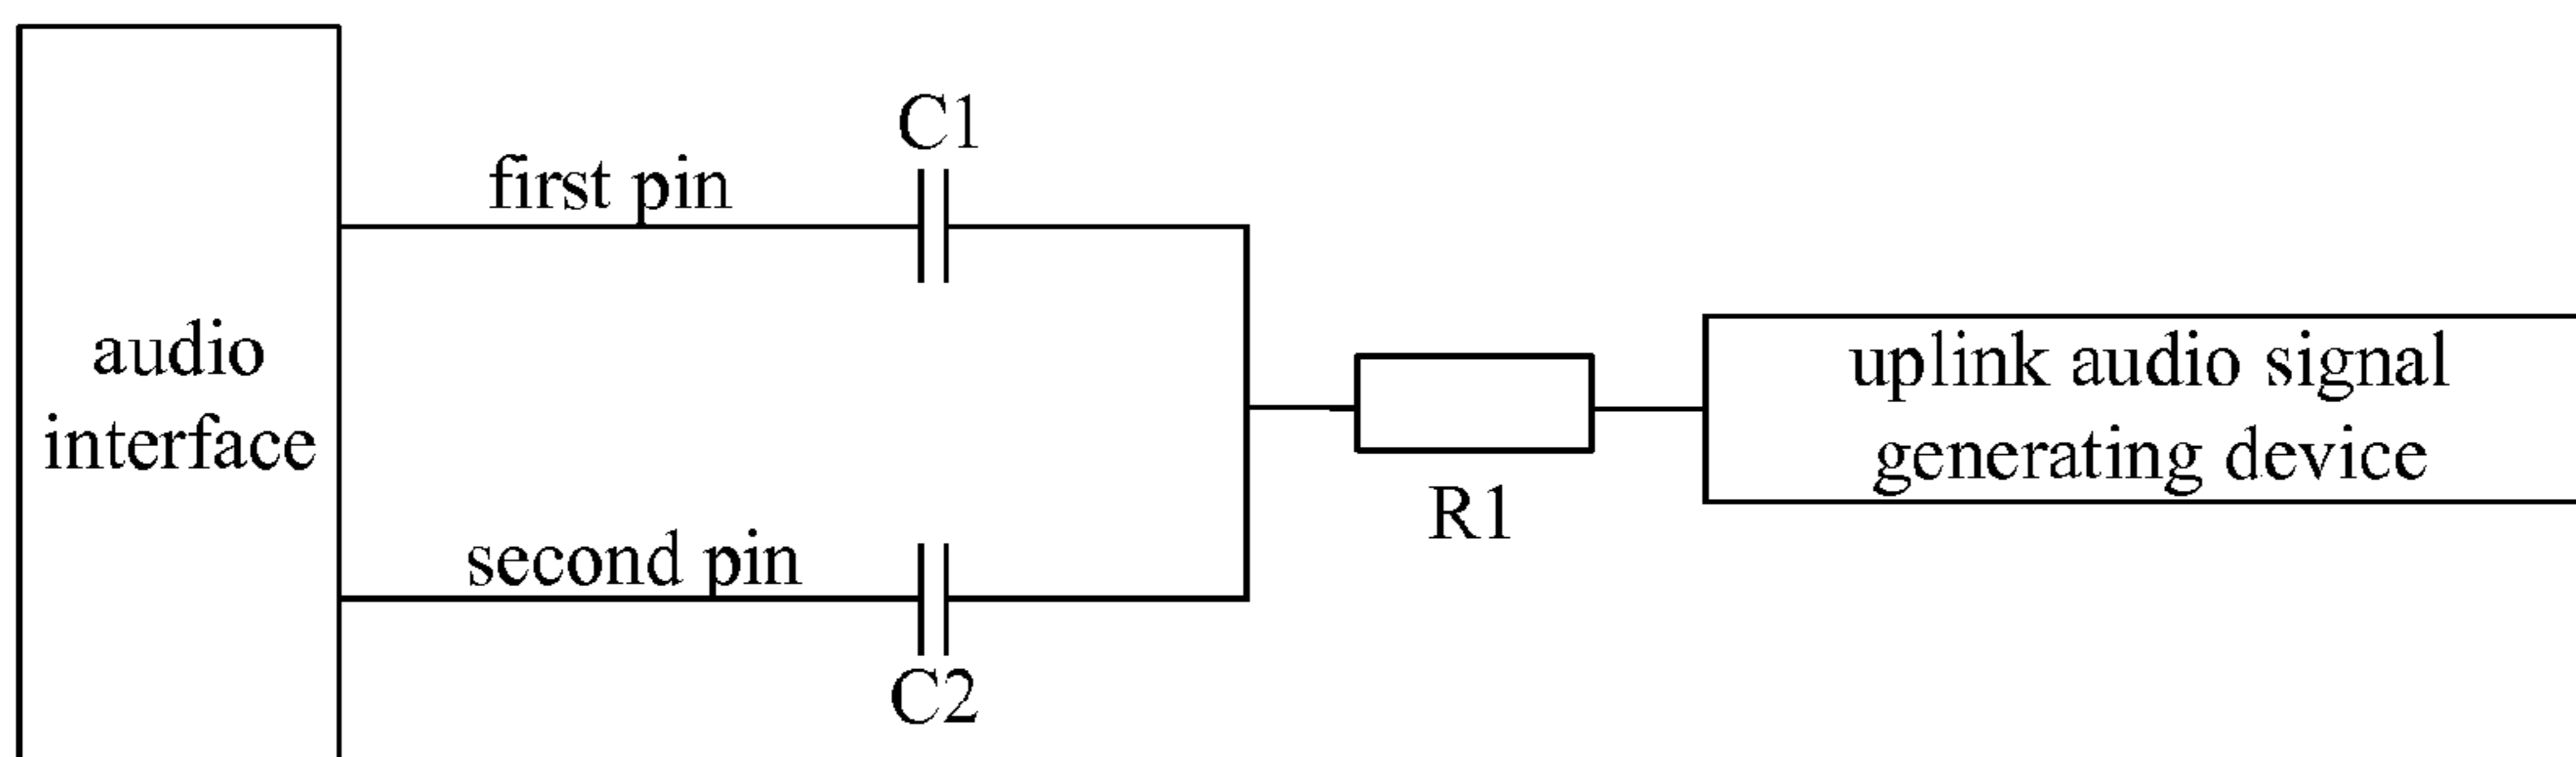 C1
first pin
audio
interface
uplink audio signal
generating device
R1
second pin
C2